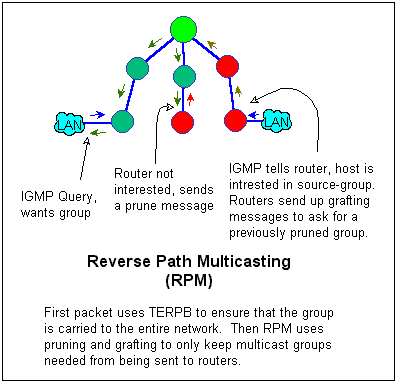 LAN
LAN
IGMP Query,
wants group
Router not
interested, sends
a prune message
IGMP tells router, host is
intrested in source-group.
Routers send up grafting
messages to ask for a
previously pruned group.
Reverse Path Multicasting
(RPM)
First packet uses TERPB to ensure that the group
is carried to the entire network.  Then RPM uses
pruning and grafting to only keep multicast groups
needed from being sent to routers.